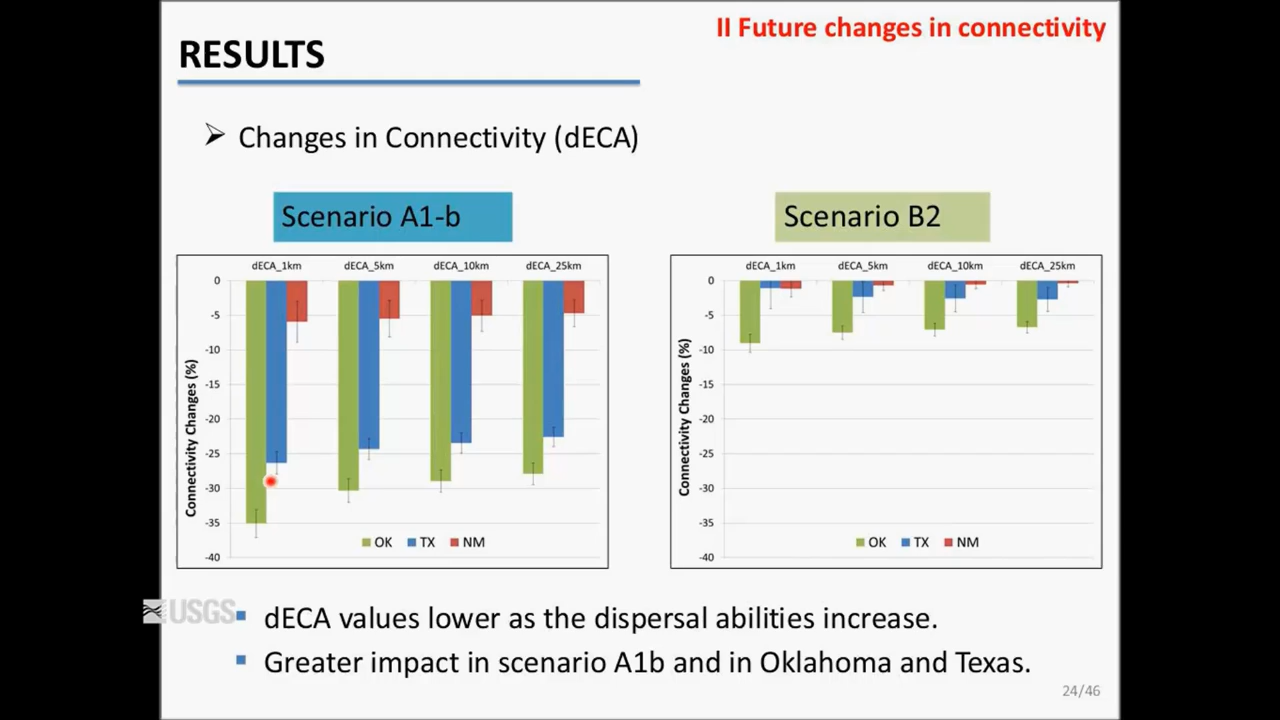 II Future changes in connectivity
RESULTS
Changes in Connectivity (dECA)
Scenario A1-b
Scenario B2
dECA_1km dECA_5km dECA_10km dECA_25km
0
-5
-10
-15
-20
-25
-30
-35
-40
Connectivity Changes (%)
OK TX NM
dECA_1km dECA_5km dECA_10km dECA_25km
0
-5
-10
-15
-20
-25
-30
-35
-40
Connectivity Changes (%)
OK TX NM
USGS
dECA values lower as the dispersal abilities increase.
Greater impact in scenario A1b and in Oklahoma and Texas.
24/46